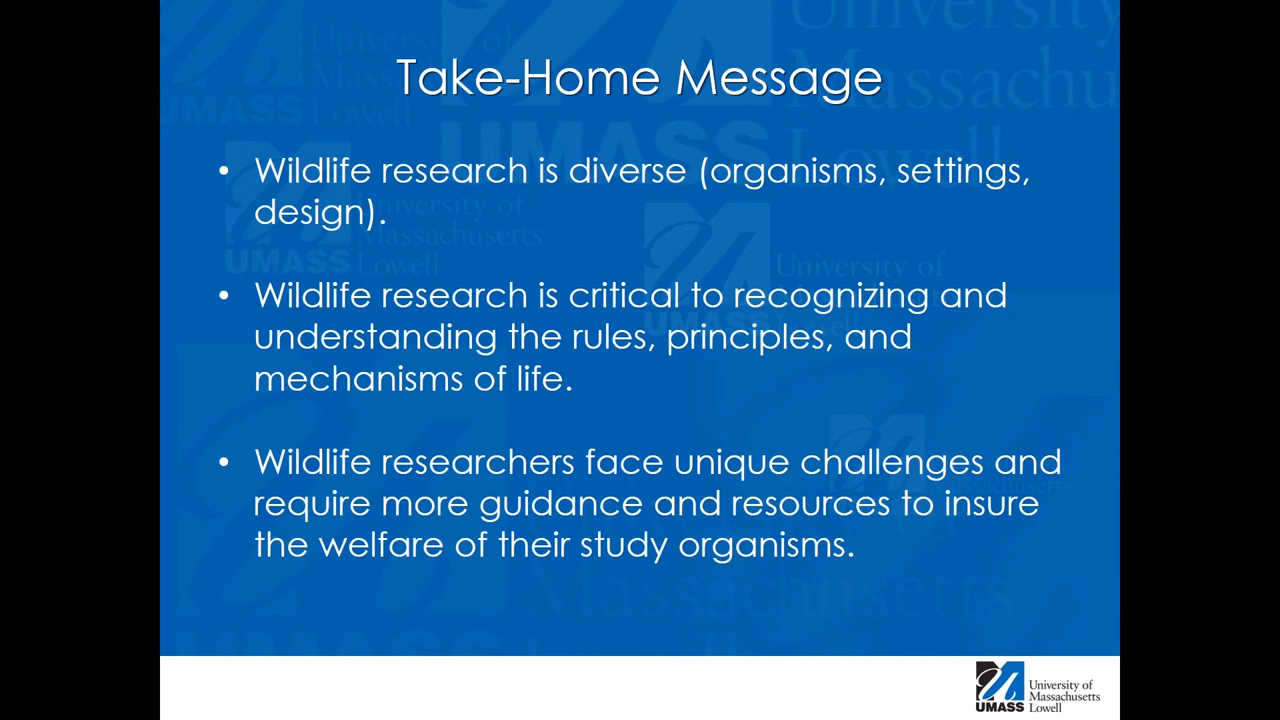 Take-Home Message
• Wildlife research is diverse (organisms, settings,
design).
• Wildlife research is critical to recognizing and
understanding the rules, principles, and
mechanisms of life.
• Wildlife researchers face unique challenges and
require more guidance and resources to insure
the welfare of their study organisms.
UMASS
University of
Massachusetts
Lowell